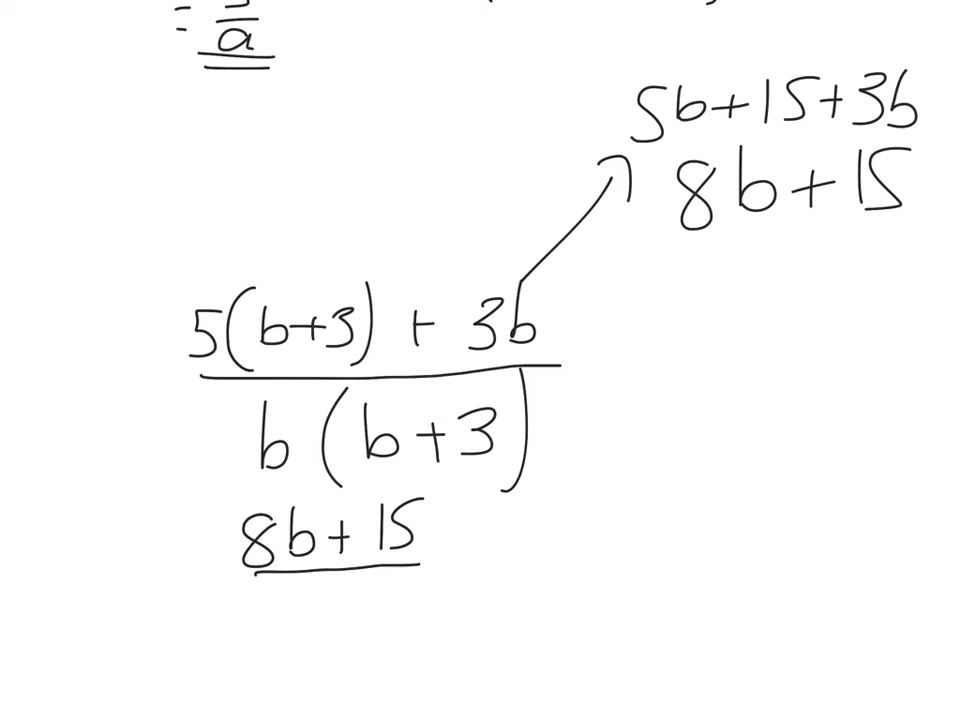 =
a
5b+15+3b
8b+15
5(b+3) + 3b
b(b+3)
8b+15